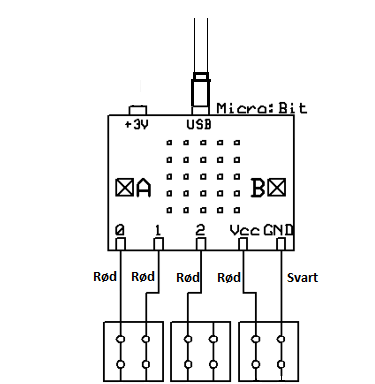 Micro:Bit
+3V USB
A B
0 1 2 Vcc GND
Rød Rød Rød Rød Svart